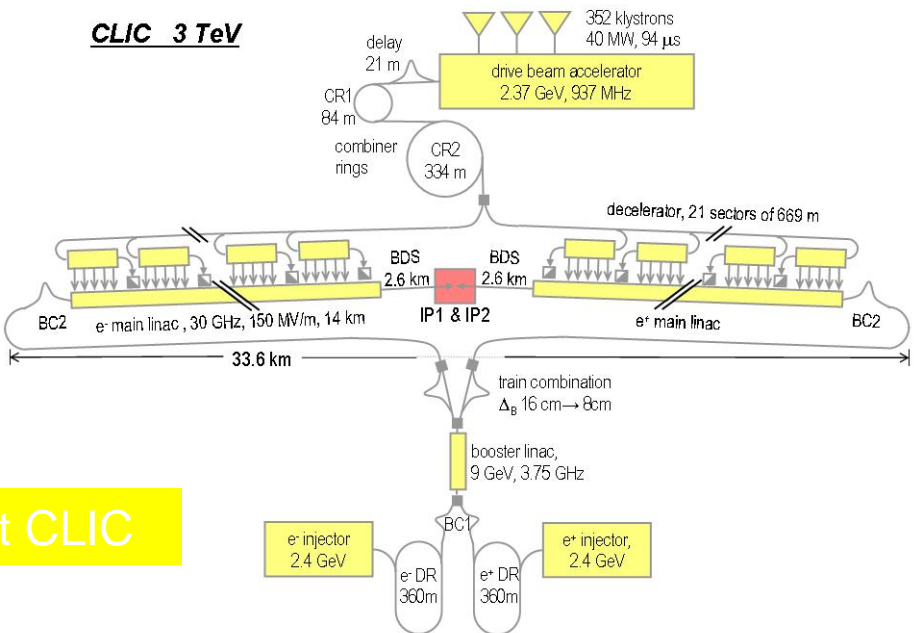 CLIC 3 TeV
352 klystrons
40 MW, 94 μs
delay
21 m
drive beam accelerator
2.37 GeV, 937 MHz
CR1
84 m
combiner
rings
CR2
334 m
decelerator, 21 sectors of 669 m
BDS
2.6 km
BDS
2.6 km
IP1 & IP2
BC2
e- main linac , 30 GHz, 150 MV/m, 14 km
e+ main linac
BC2
33.6 km
train combination
ΔB 16 cm→ 8cm
booster linac,
9 GeV, 3.75 GHz
t CLIC
BC1
e- injector
2.4 GeV
e+ injector,
2.4 GeV
e- DR
360m
e+ DR
360m